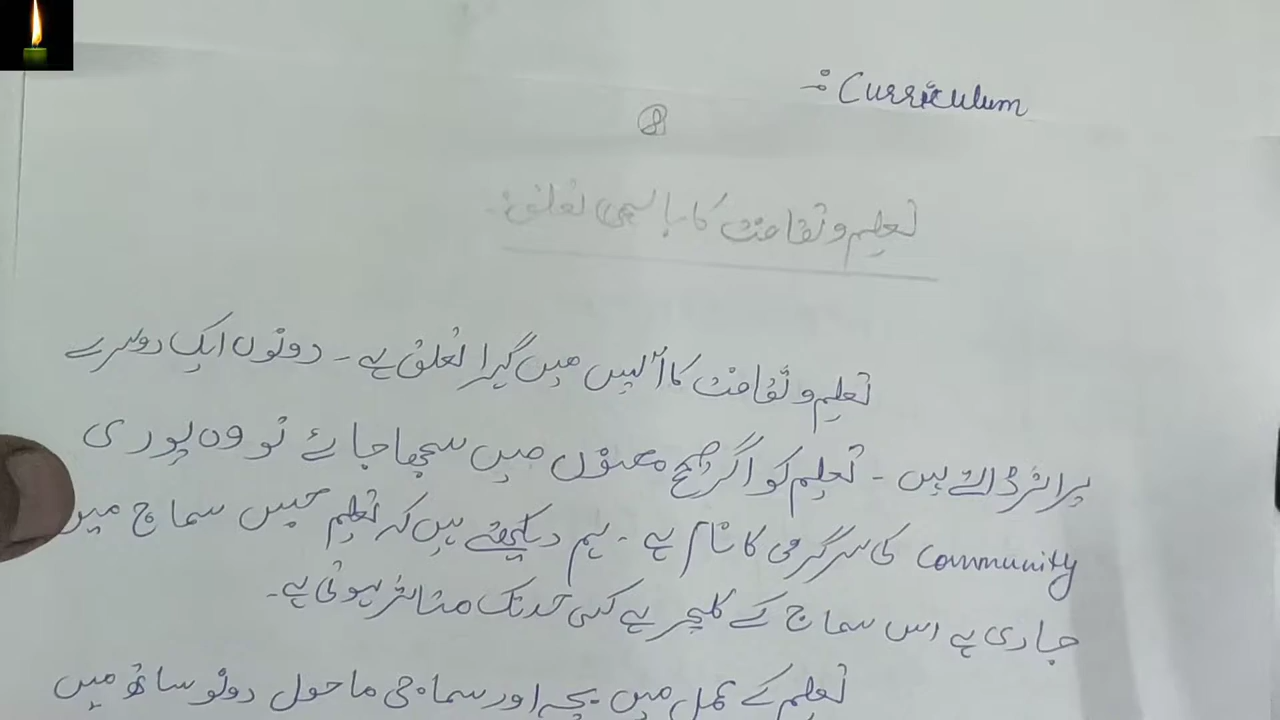 Curriculum :-
8
تعلیم و ثقافت کا باہمی تعلق :-
تعلیم و ثقافت کا آپس میں گہرا تعلق ہے - دونوں ایک دوسرے
پر اثر ڈالتے ہیں - تعلیم کو اگر صحیح معنوں میں سمجھا جائے تو وہ پوری
community کی سرگرمی کا نام ہے - ہم دیکھتے ہیں کہ تعلیم جس سماج میں
جاری ہے اس سماج کے کلچر سے کسی حد تک متاثر ہوتی ہے -
تعلیم کے عمل میں بچہ اور سماجی ماحول دونو ساتھ میں